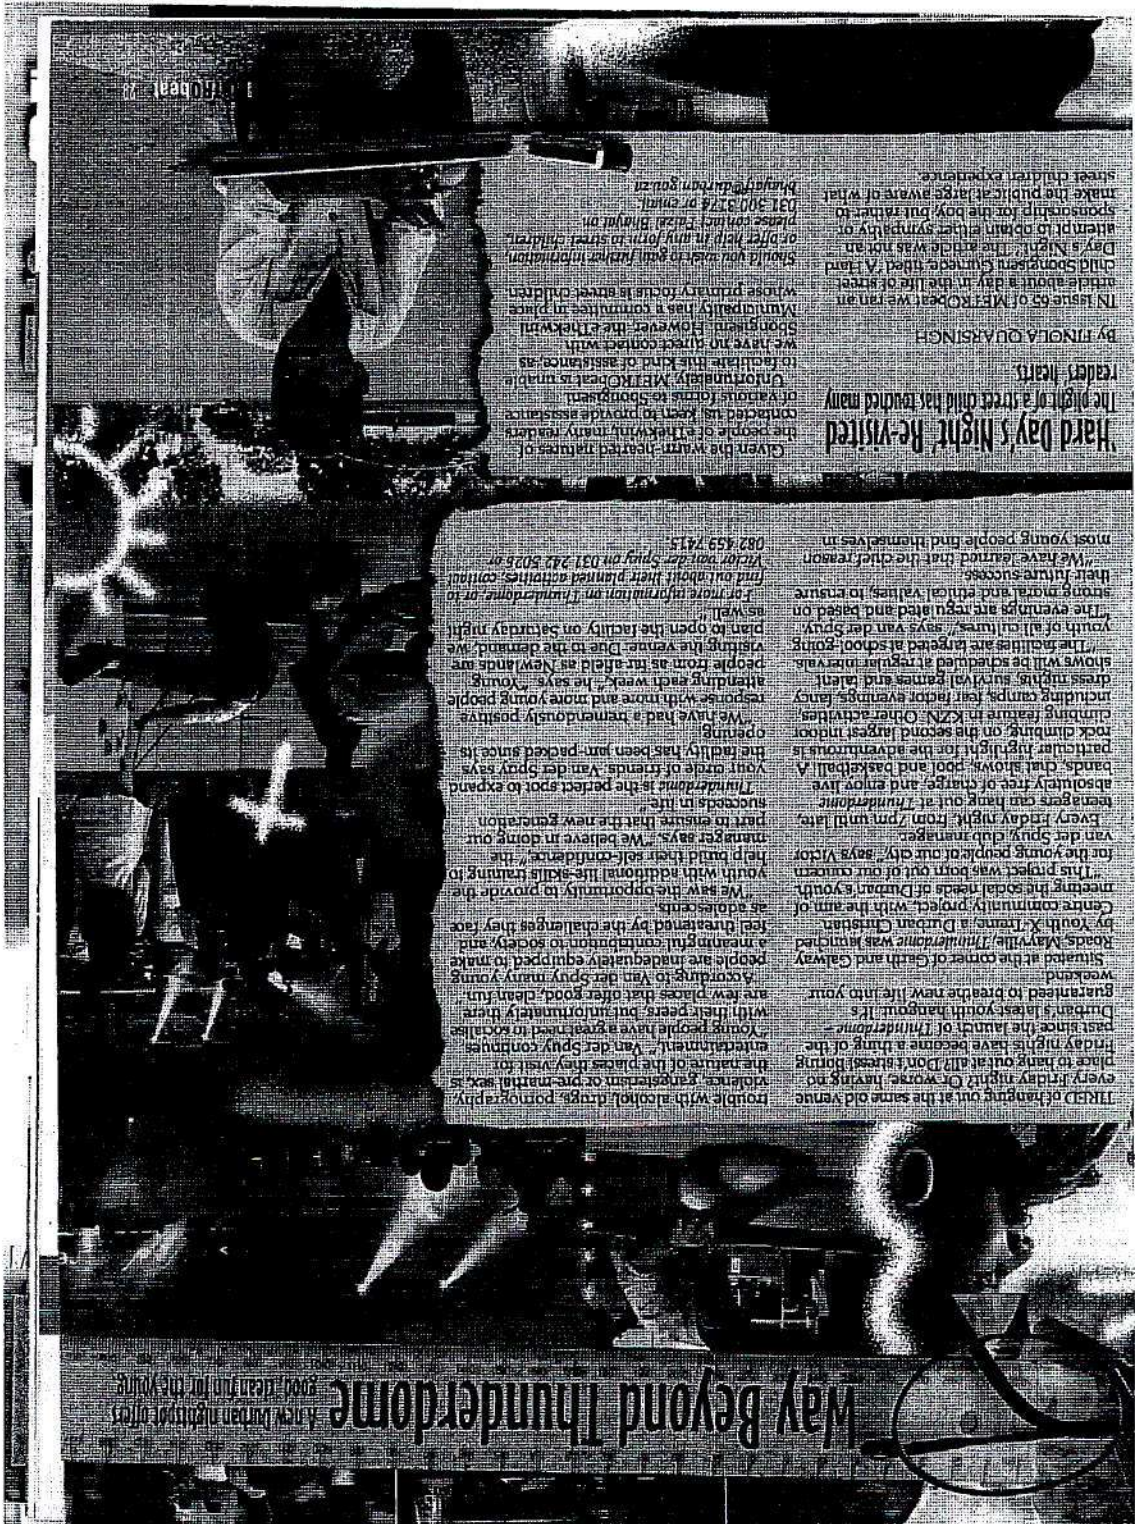 Way Beyond Thunderdome
A new Durban nightspot offers
good, clean fun for the young
TIRED of hanging out at the same old venue
every Friday night? Or worse, having no
place to hang out at all? Don't stress! Boring
Friday nights have become a thing of the
past since the launch of Thunderdome –
Durban's latest youth hangout. It's
guaranteed to breathe new life into your
weekend.
Situated at the corner of Garth and Galway
Roads, Mayville, Thunderdome was launched
by Youth X-Treme, a Durban Christian
Centre community project, with the aim of
meeting the social needs of Durban's youth.
"This project was born out of our concern
for the young people of our city," says Victor
van der Spuy, club manager.
Every Friday night, from 7pm until late,
teenagers can hang out at Thunderdome
absolutely free of charge, and enjoy live
bands, chat shows, pool and basketball. A
particular highlight for the adventurous is
rock climbing, on the second largest indoor
climbing feature in KZN. Other activities,
including camps, fear factor evenings, fancy
dress nights, survival games and talent
shows will be scheduled at regular intervals.
"The facilities are targeted at school-going
youth of all cultures," says van der Spuy.
"The evenings are regulated and based on
strong moral and ethical values, to ensure
their future success.
"We have learned that the chief reason
most young people find themselves in
trouble with alcohol, drugs, pornography,
violence, gangsterism or pre-marital sex, is
the nature of the places they visit for
entertainment," Van der Spuy continues.
"Young people have a great need to socialise
with their peers, but unfortunately there
are few places that offer good, clean fun."
According to Van der Spuy many young
people are inadequately equipped to make
a meaningful contribution to society, and
feel threatened by the challenges they face
as adolescents.
"We saw the opportunity to provide the
youth with additional life-skills training to
help build their self-confidence," the
manager says. "We believe in doing our
part to ensure that the new generation
succeeds in life."
Thunderdome is the perfect spot to expand
your circle of friends. Van der Spuy says
the facility has been jam-packed since its
opening.
"We have had a tremendously positive
response with more and more young people
attending each week," he says. "Young
people from as far afield as Newlands are
visiting the venue. Due to the demand, we
plan to open the facility on Saturday night
as well.
For more information on Thunderdome or to
find out about their planned activities, contact
Victor van der Spuy on 031 242 5026 or
082 459 7415.
'Hard Day's Night' Re-visited
The plight of a street child has touched many
readers' hearts.
By FINOLA QUARSINGH
IN issue 65 of METRObeat we ran an
article about a day in the life of street
child Sbongiseni Gumede, titled 'A Hard
Day's Night'. The article was not an
attempt to obtain either sympathy or
sponsorship for the boy, but rather to
make the public at large aware of what
street children experience.
Given the warm-hearted natures of
the people of eThekwini, many readers
contacted us, keen to provide assistance
of various forms to Sbongiseni.
Unfortunately, METRObeat is unable
to facilitate this kind of assistance, as
we have no direct contact with
Sbongiseni. However, the eThekwini
Municipality has a committee in place
whose primary focus is street children.
Should you wish to gain further information,
or offer help in any form to street children,
please contact Faiza Bhayat on
031 300 3174 or email
bhayatf@durban.gov.za
METRObeat 23